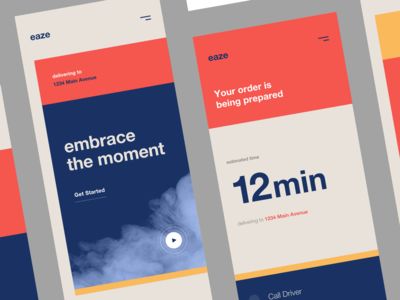 eaze
delivering to
1234 Main Avenue
embrace
the moment
Get Started
eaze
Your order is
being prepared
estimated time
12min
delivering to 1234 Main Avenue
Call Driver